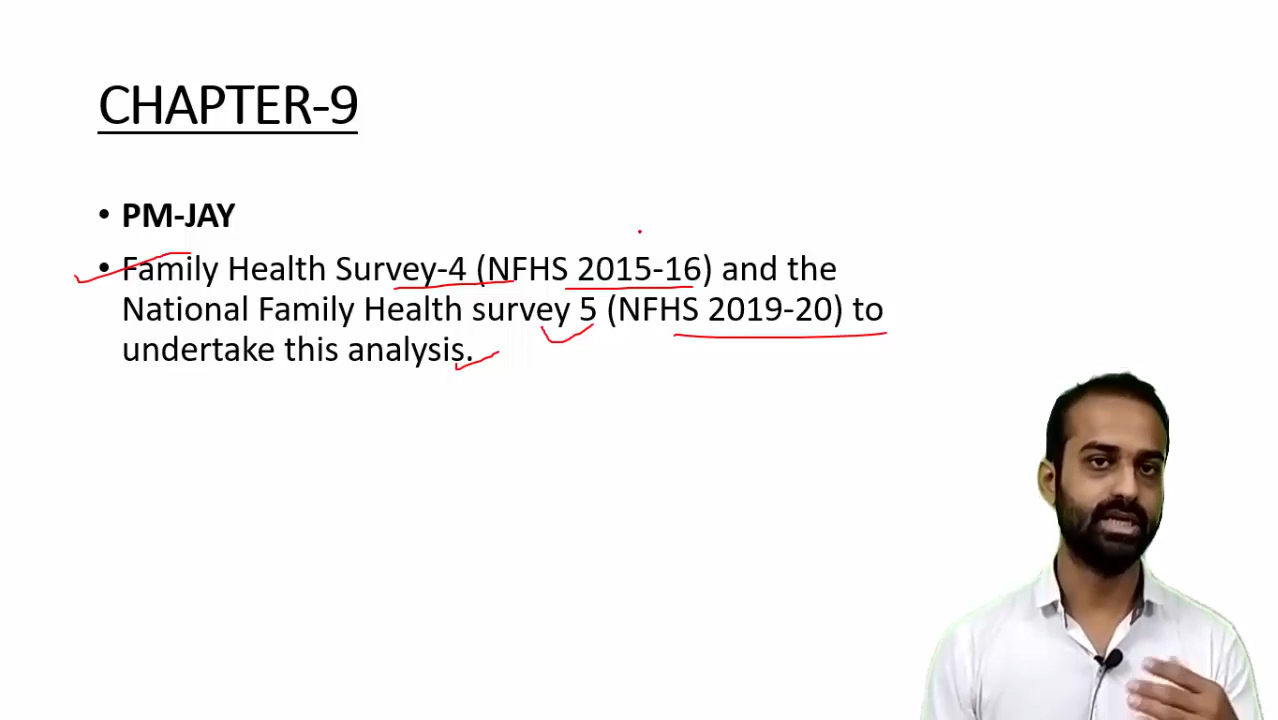 CHAPTER-9
• PM-JAY
• Family Health Survey-4 (NFHS 2015-16) and the
National Family Health survey 5 (NFHS 2019-20) to
undertake this analysis.